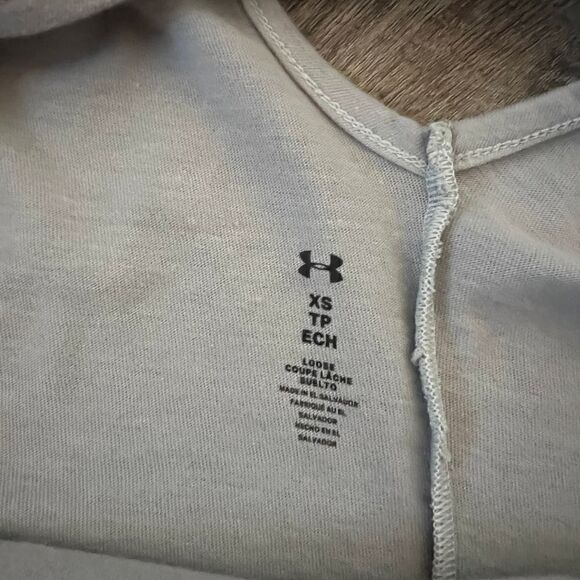 XS
TP
ECH
LOOSE
COUPE LÂCHE
SUELTO
MADE IN EL SALVADOR
FABRIQUÉ AU EL
SALVADOR
HECHO EN EL
SALVADOR